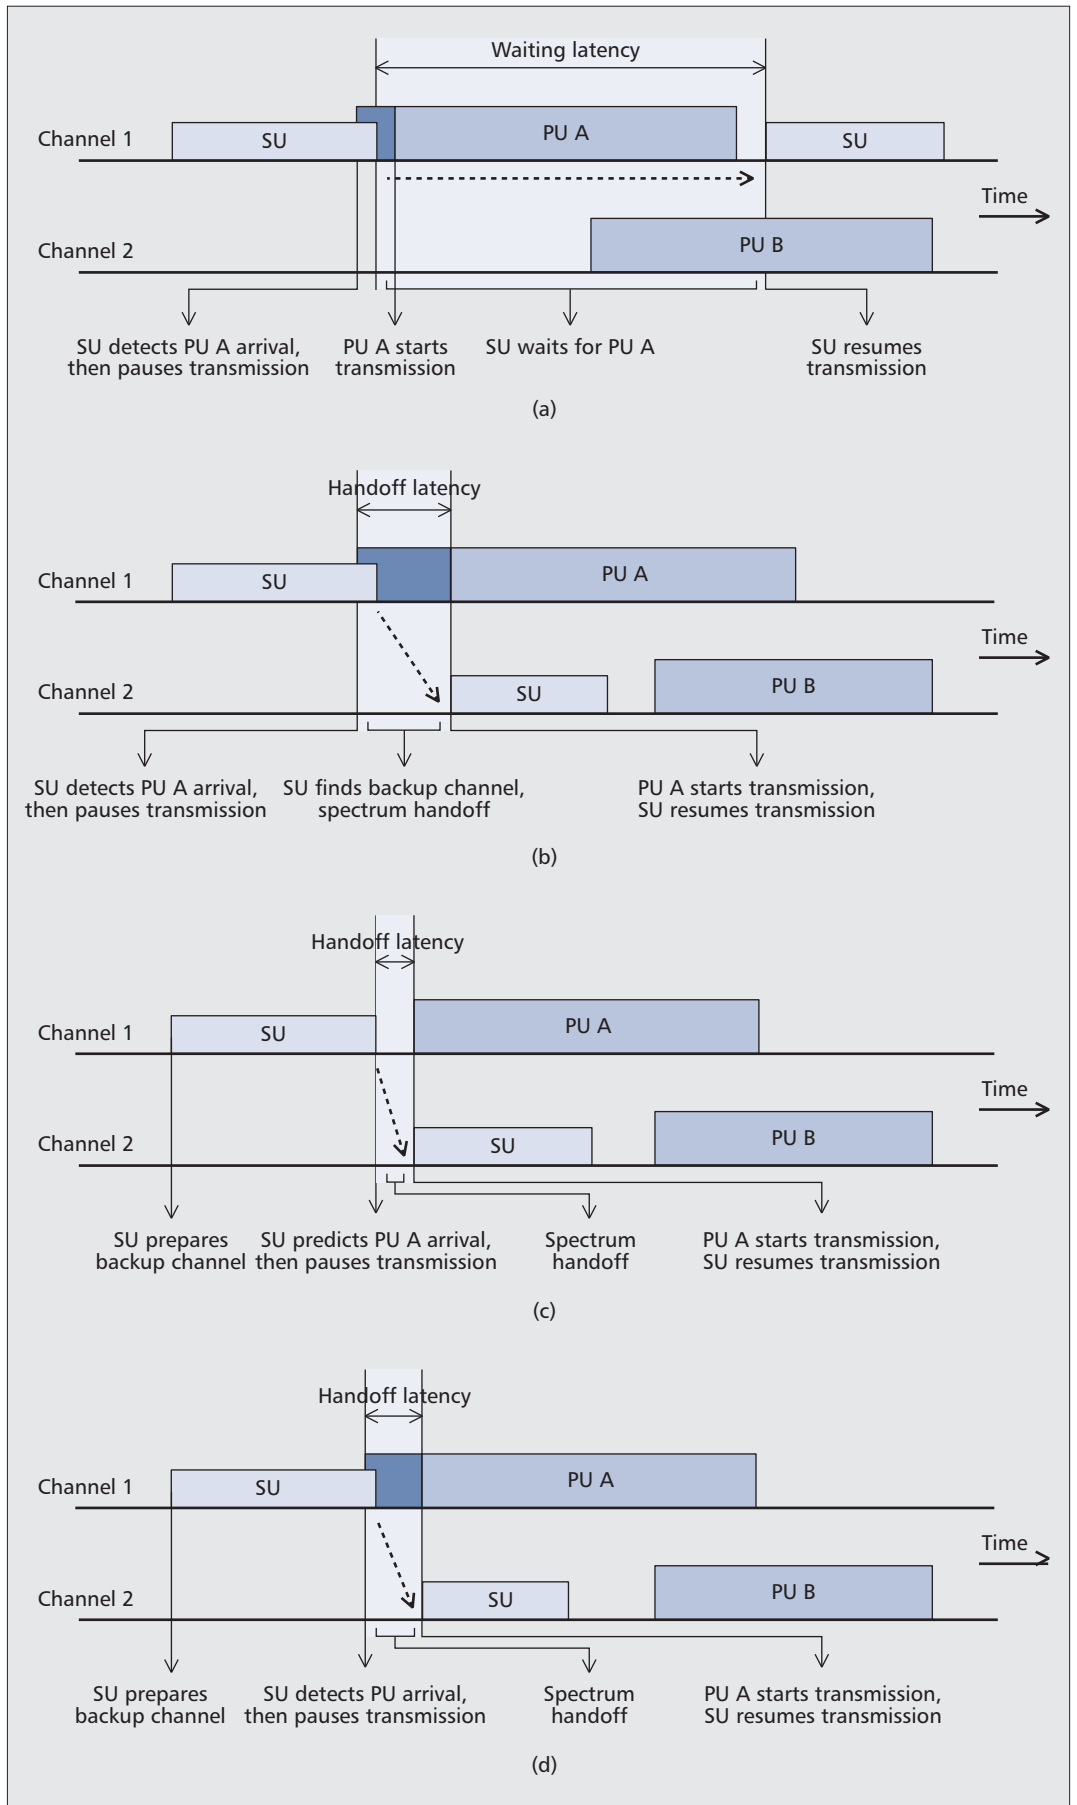 Waiting latency
Channel 1
SU
PU A
SU
Time
Channel 2
PU B
SU detects PU A arrival,
then pauses transmission
PU A starts
transmission
SU waits for PU A
SU resumes
transmission
(a)
Handoff latency
Channel 1
SU
PU A
Time
Channel 2
SU
PU B
SU detects PU A arrival,
then pauses transmission
SU finds backup channel,
spectrum handoff
PU A starts transmission,
SU resumes transmission
(b)
Handoff latency
Channel 1
SU
PU A
Time
Channel 2
SU
PU B
SU prepares
backup channel
SU predicts PU A arrival,
then pauses transmission
Spectrum
handoff
PU A starts transmission,
SU resumes transmission
(c)
Handoff latency
Channel 1
SU
PU A
Time
Channel 2
SU
PU B
SU prepares
backup channel
SU detects PU arrival,
then pauses transmission
Spectrum
handoff
PU A starts transmission,
SU resumes transmission
(d)